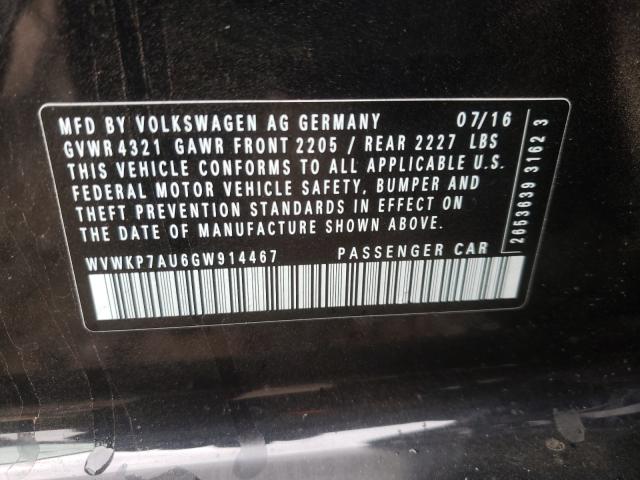 MFD BY VOLKSWAGEN AG GERMANY 07/16
GVWR 4321 GAWR FRONT 2205 / REAR 2227 LBS
THIS VEHICLE CONFORMS TO ALL APPLICABLE U.S.
FEDERAL MOTOR VEHICLE SAFETY, BUMPER AND
THEFT PREVENTION STANDARDS IN EFFECT ON
THE DATE OF MANUFACTURE SHOWN ABOVE.
WVWKP7AU6GW914467 PASSENGER CAR
2653639 3162 3